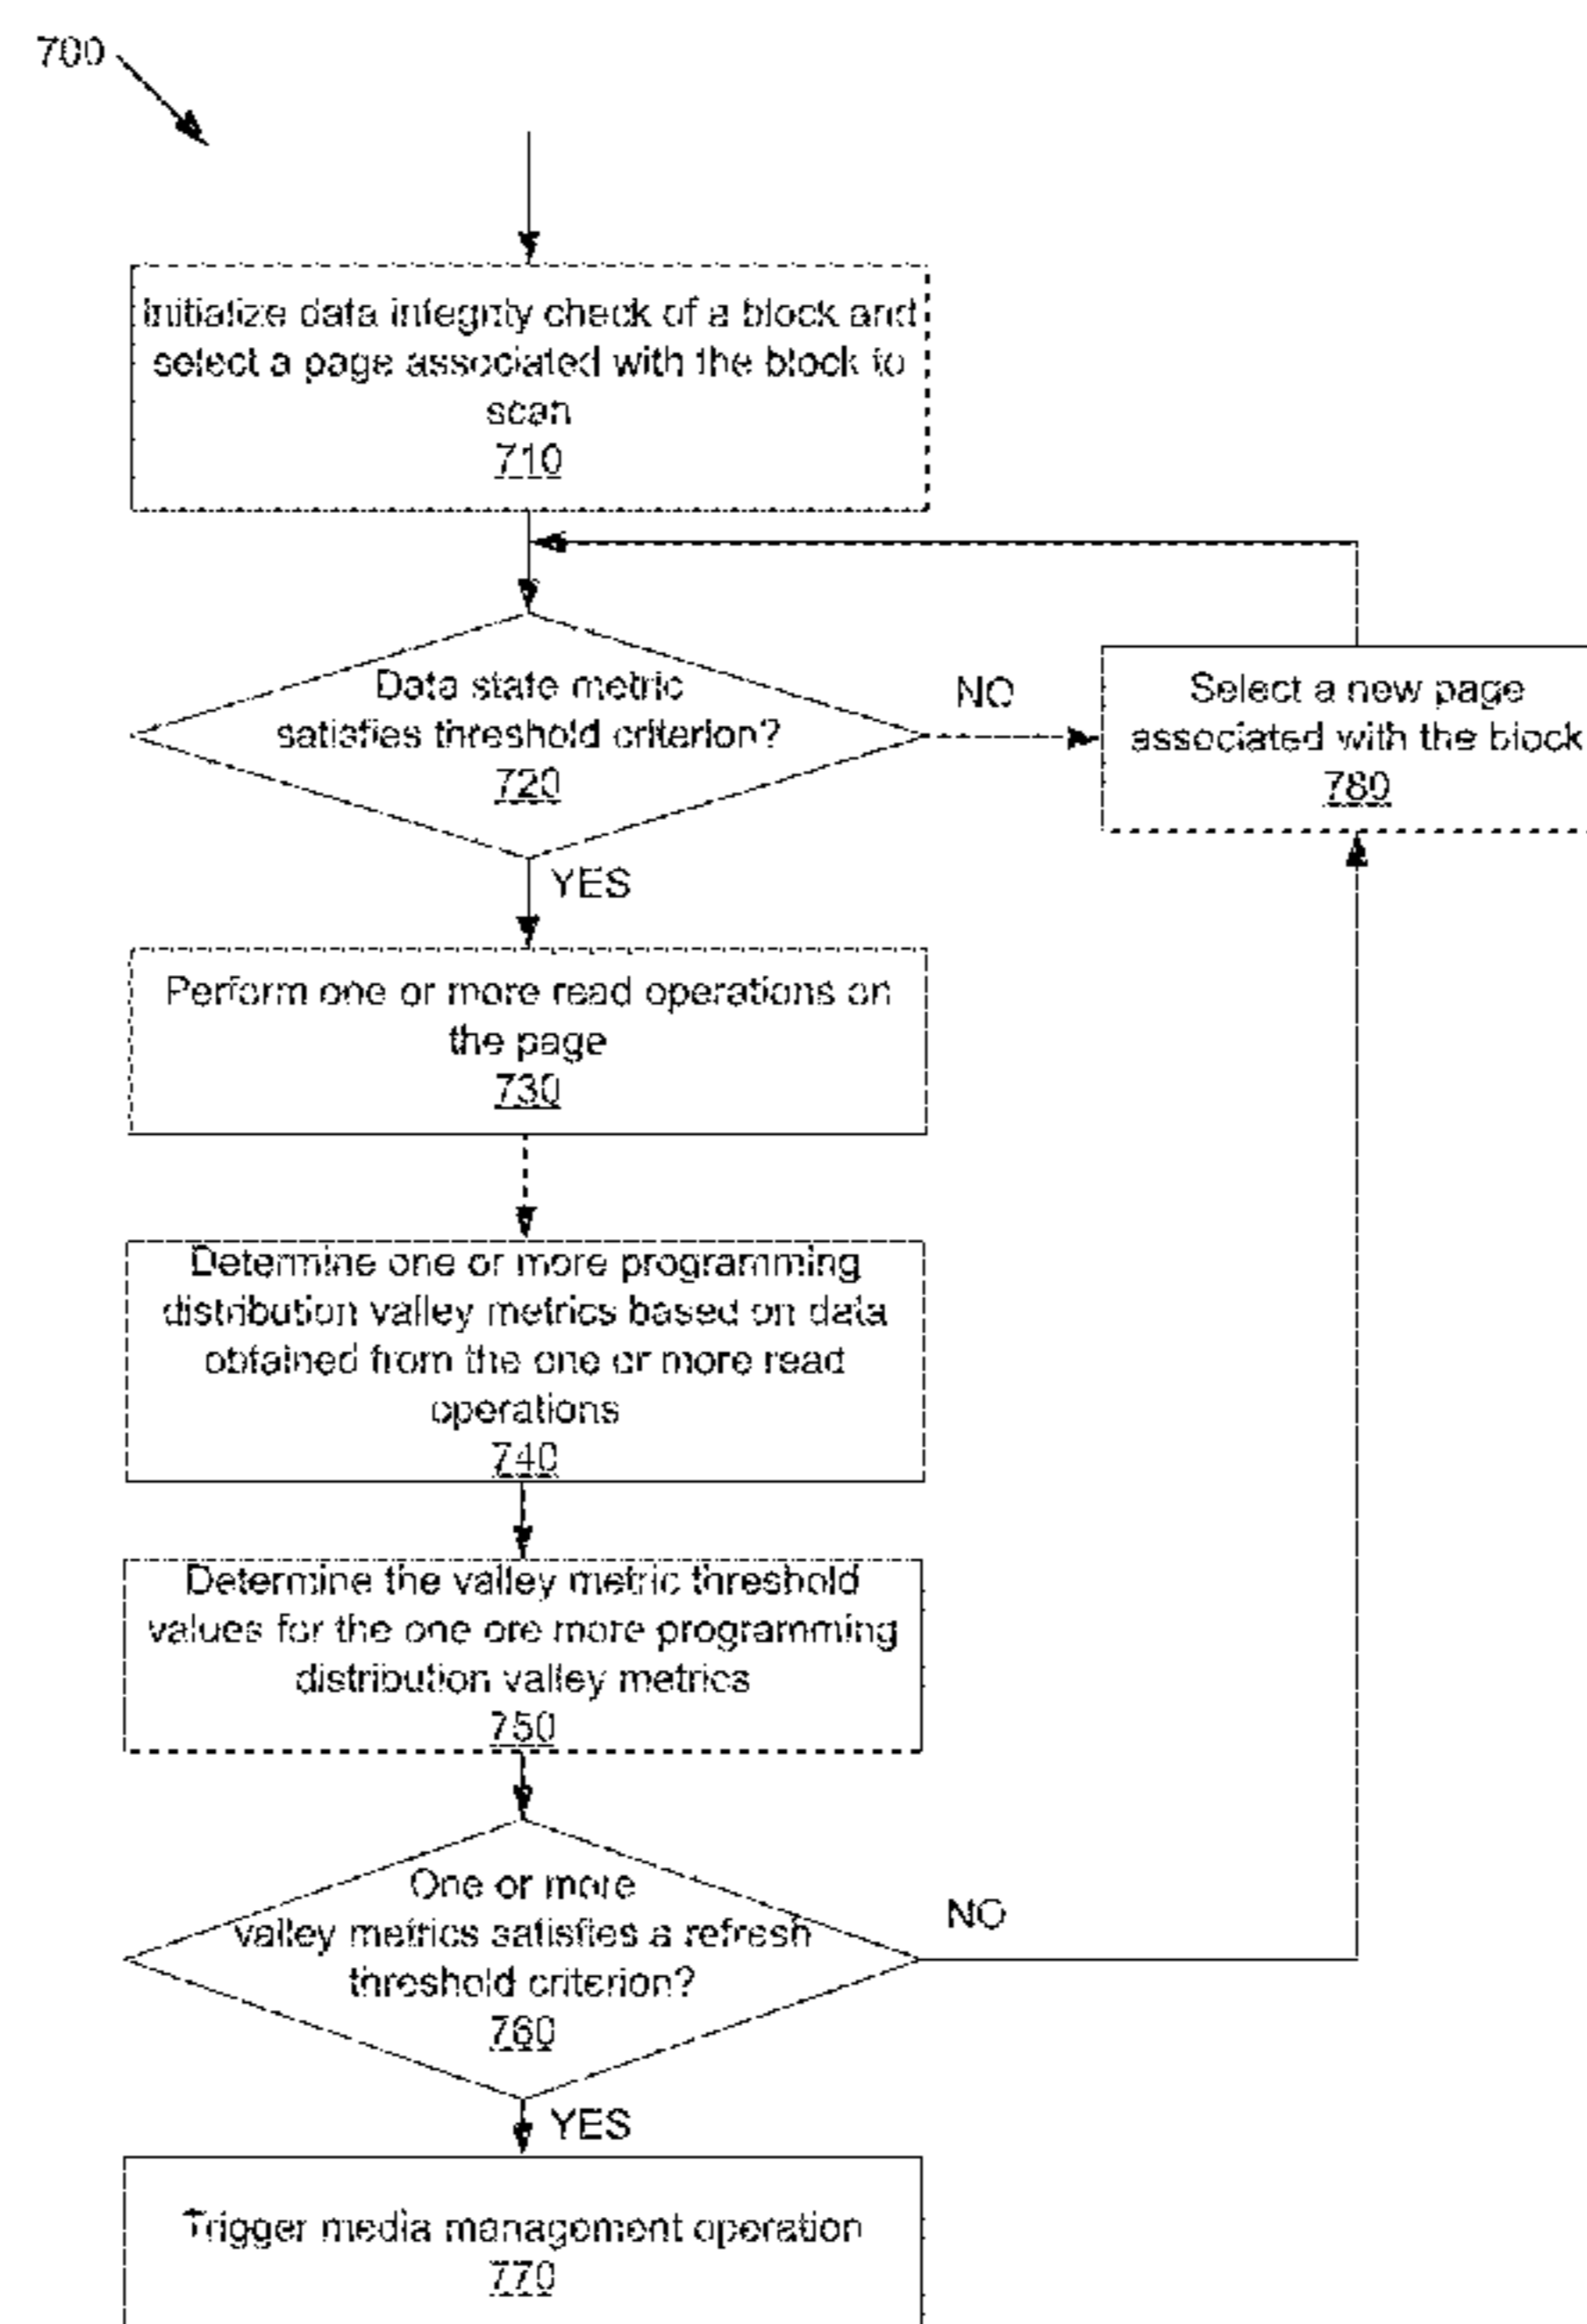 700
Initialize data integrity check of a block and
select a page associated with the block to
scan
710
Data state metric
satisfies threshold criterion?
720
NO
Select a new page
associated with the block
780
YES
Perform one or more read operations on
the page
730
Determine one or more programming
distribution valley metrics based on data
obtained from the one or more read
operations
740
Determine the valley metric threshold
values for the one ore more programming
distribution valley metrics
750
One or more
valley metrics satisfies a refresh
threshold criterion?
760
NO
YES
Trigger media management operation
770